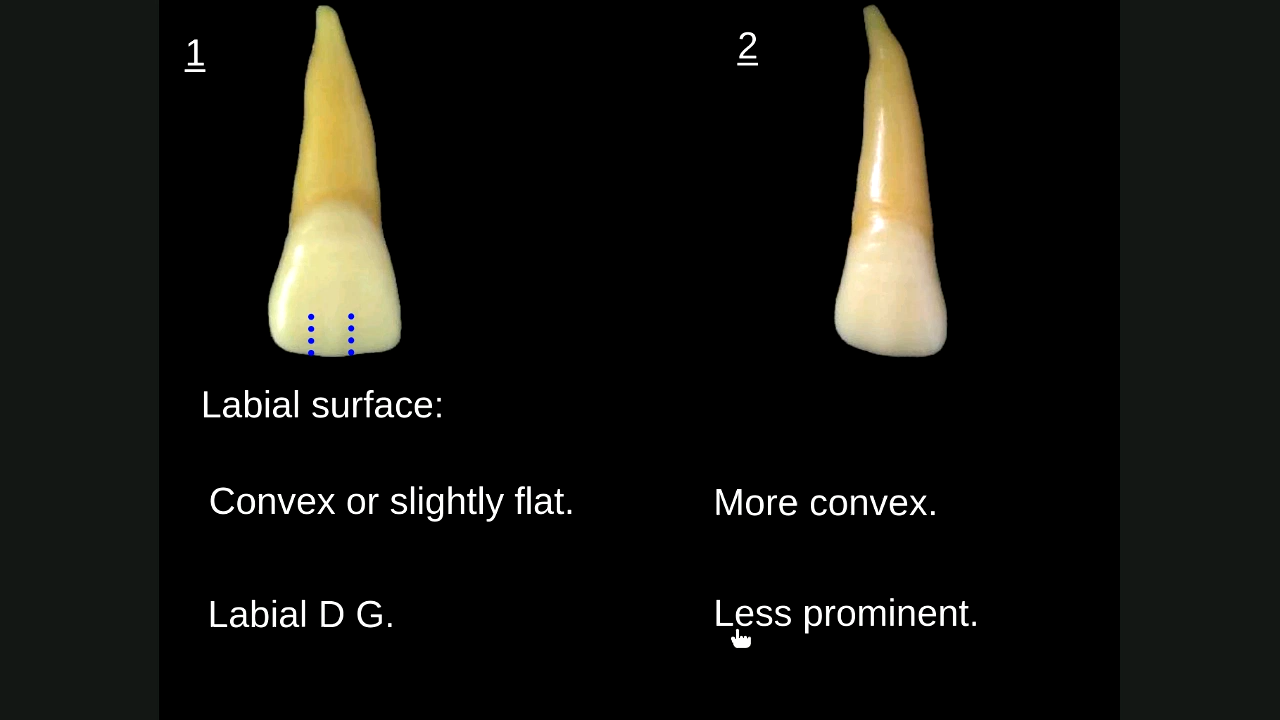 1
2
Labial surface:
Convex or slightly flat.
More convex.
Labial D G.
Less prominent.